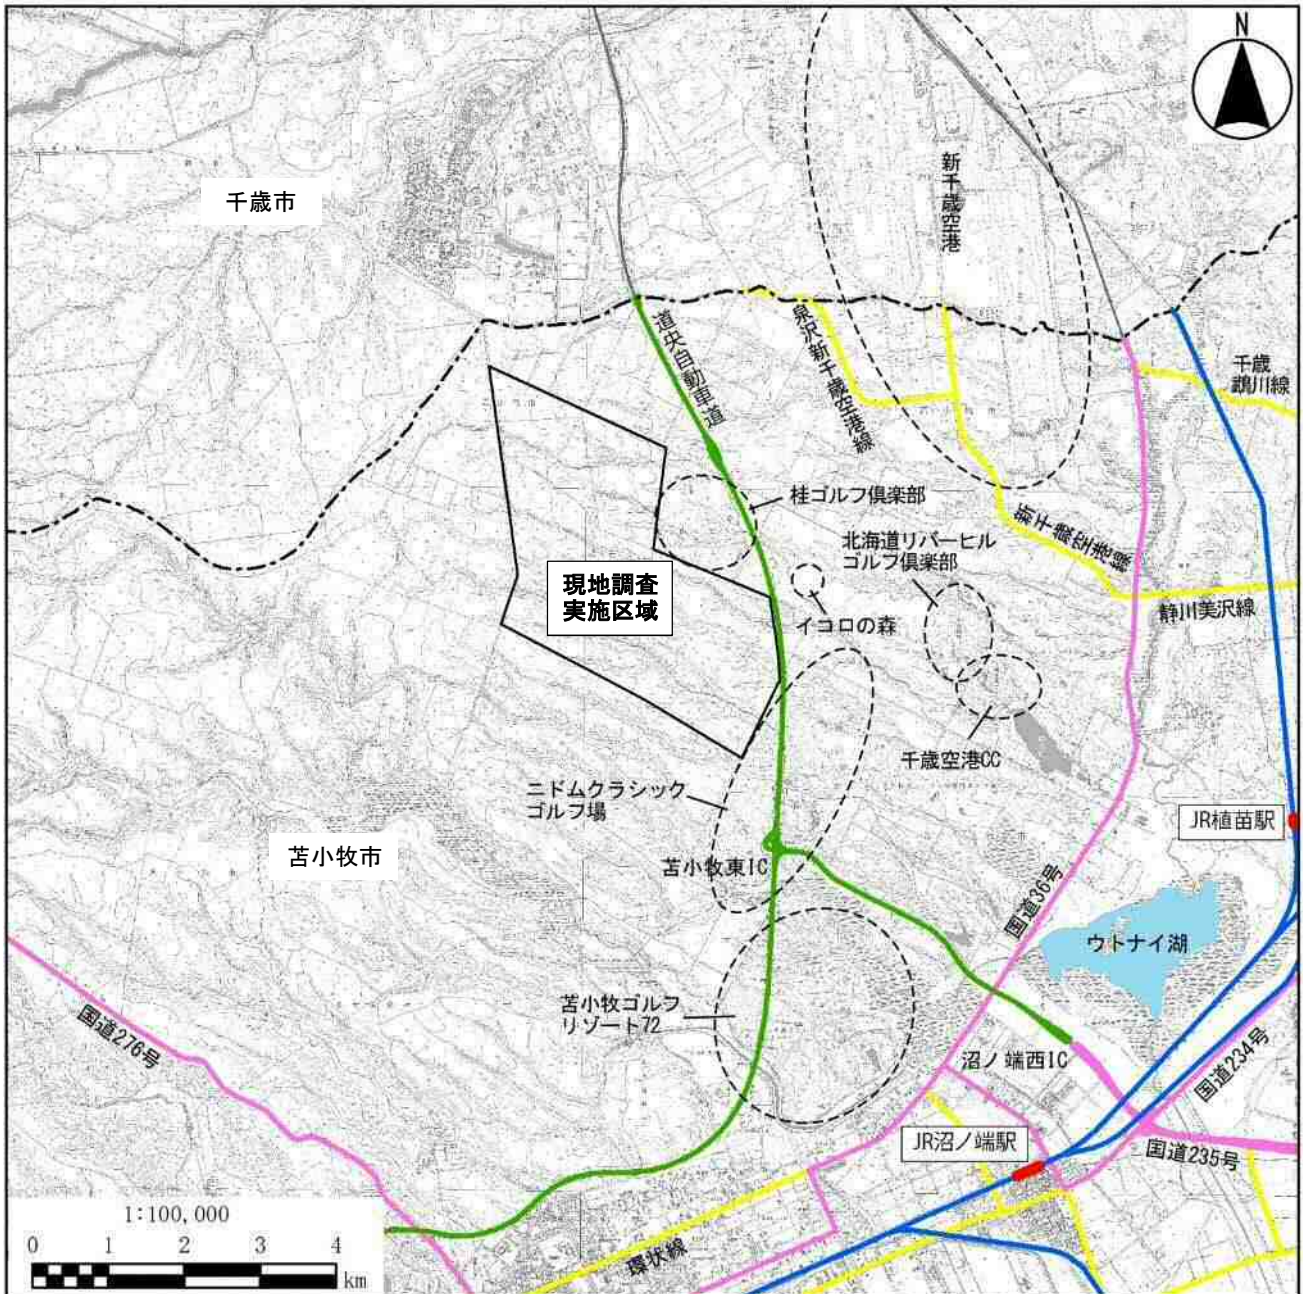 N
千歳市
新千歳空港
道央自動車道
泉沢新千歳空港線
千歳
鵡川線
桂ゴルフ倶楽部
新千歳空港線
北海道リバーヒル
ゴルフ倶楽部
現地調査
実施区域
イコロの森
静川美沢線
千歳空港CC
ニドムクラシック
ゴルフ場
JR植苗駅
苫小牧市
苫小牧東IC
国道36号
ウトナイ湖
苫小牧ゴルフ
リゾート72
国道276号
沼ノ端西IC
国道234号
JR沼ノ端駅
国道235号
環状線
1:100,000
0 1 2 3 4
km